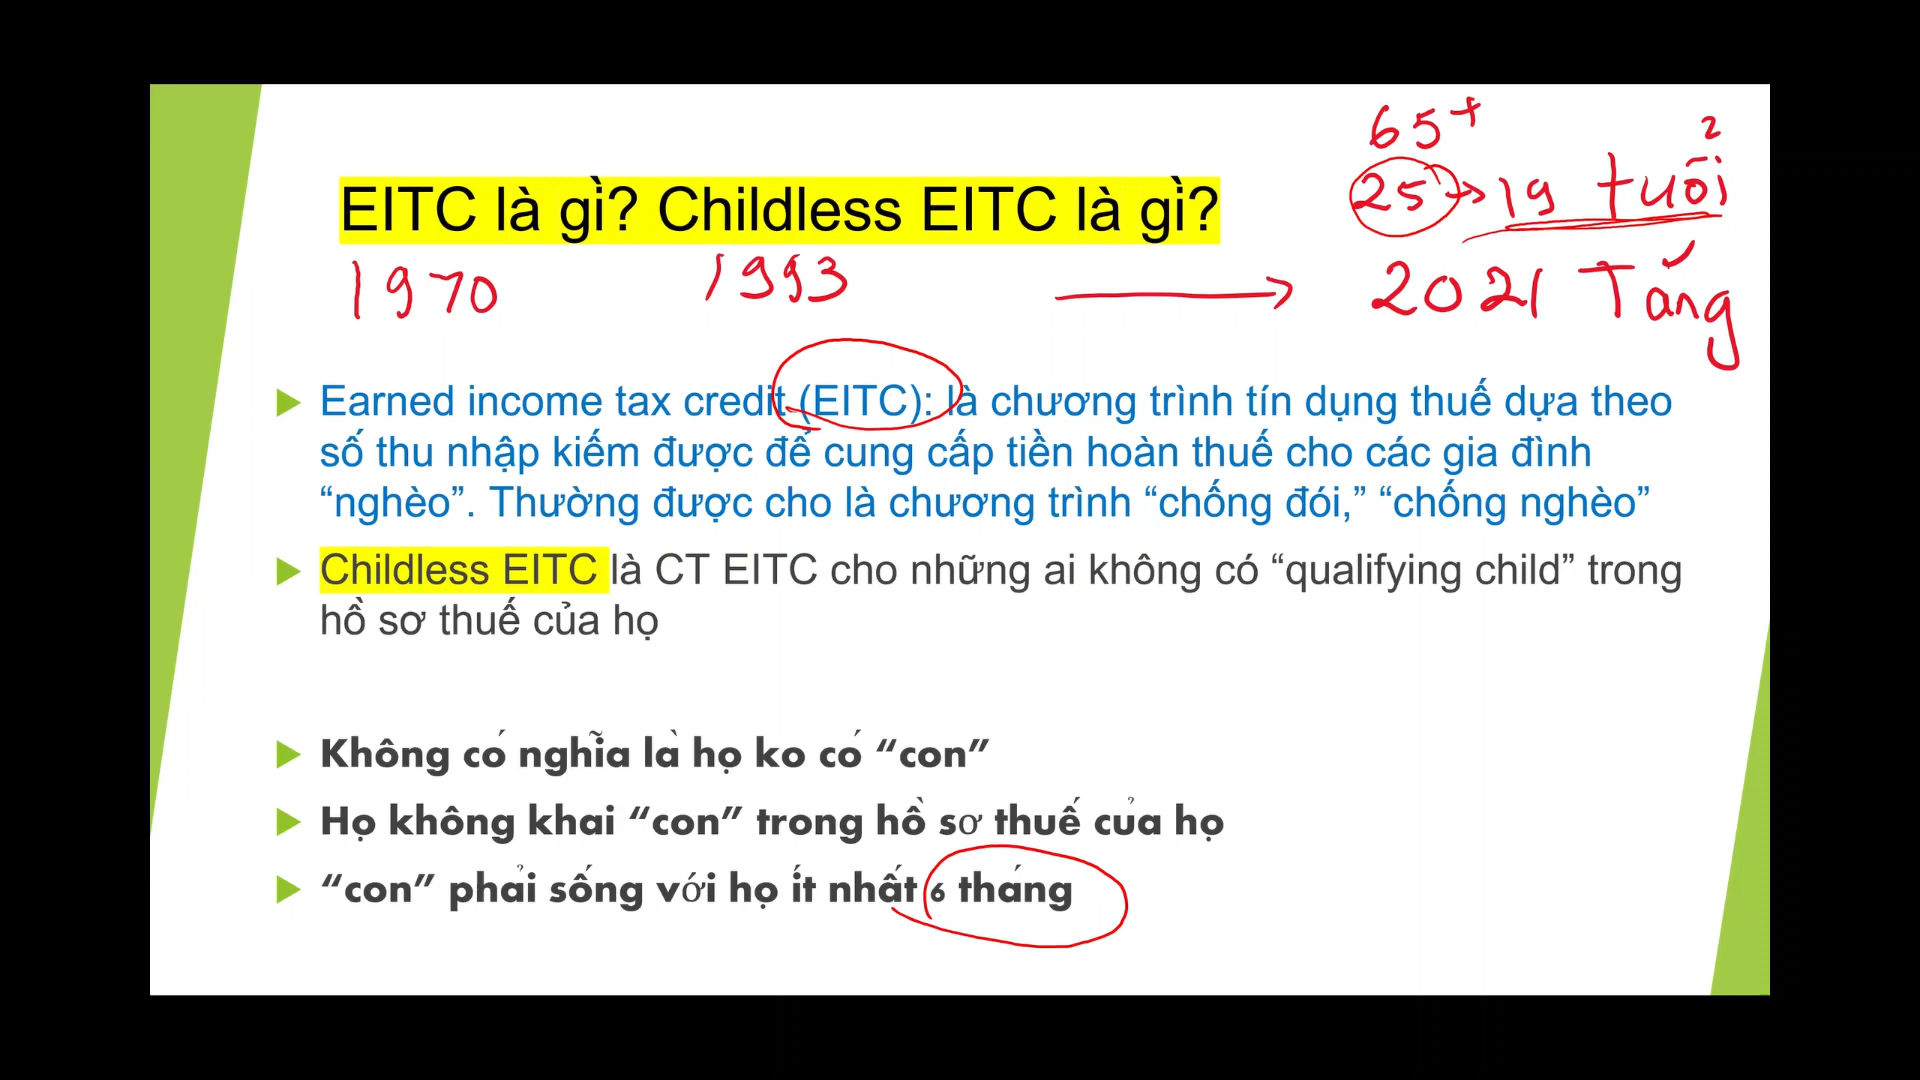 65+
25 → 19 tuổi
EITC là gì? Childless EITC là gì?
1970 1993 → 2021 Tăng
Earned income tax credit (EITC): là chương trình tín dụng thuế dựa theo
số thu nhập kiếm được để cung cấp tiền hoàn thuế cho các gia đình
“nghèo”. Thường được cho là chương trình “chống đói,” “chống nghèo”
Childless EITC là CT EITC cho những ai không có “qualifying child” trong
hồ sơ thuế của họ
Không có nghĩa là họ ko có “con”
Họ không khai “con” trong hồ sơ thuế của họ
“con” phải sống với họ ít nhất 6 tháng